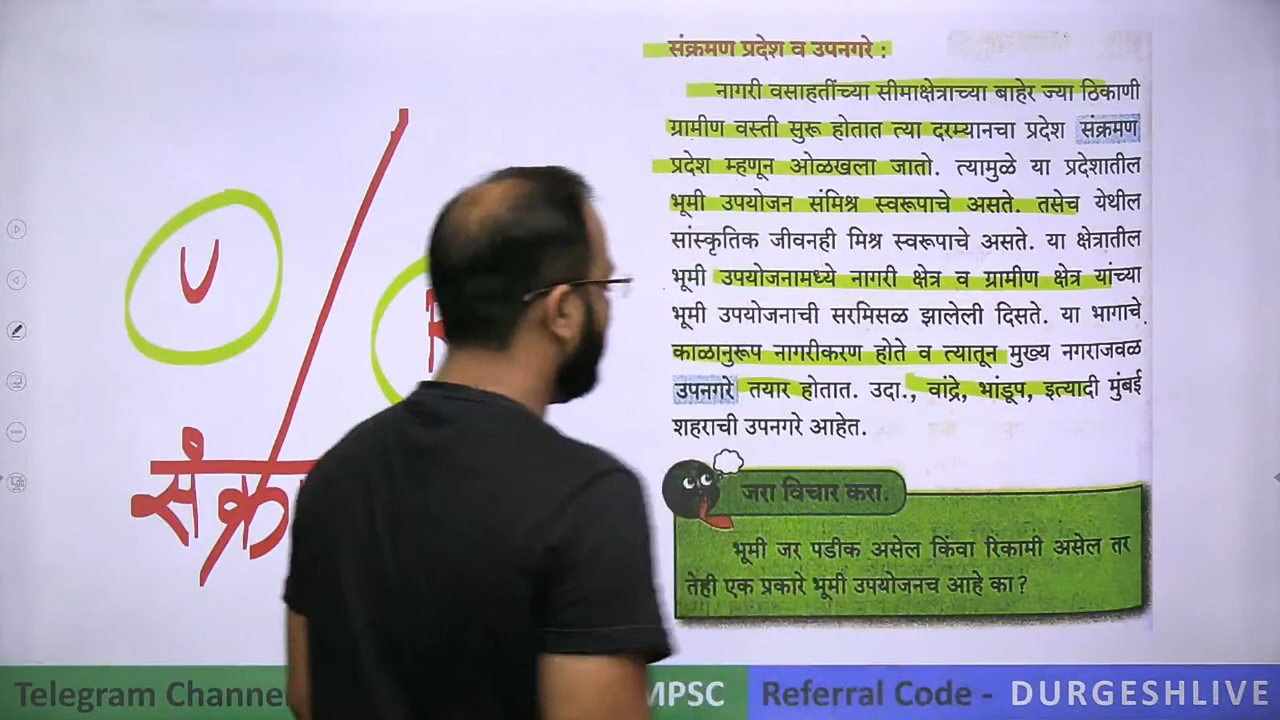 संक्रमण प्रदेश व उपनगरे :
नागरी वसाहतींच्या सीमाक्षेत्राच्या बाहेर ज्या ठिकाणी
ग्रामीण वस्ती सुरू होतात त्या दरम्यानचा प्रदेश संक्रमण
प्रदेश म्हणून ओळखला जातो. त्यामुळे या प्रदेशातील
भूमी उपयोजन संमिश्र स्वरूपाचे असते. तसेच येथील
सांस्कृतिक जीवनही मिश्र स्वरूपाचे असते. या क्षेत्रातील
भूमी उपयोजनामध्ये नागरी क्षेत्र व ग्रामीण क्षेत्र यांच्या
भूमी उपयोजनाची सरमिसळ झालेली दिसते. या भागाचे
काळानुरूप नागरीकरण होते व त्यातून मुख्य नगराजवळ
उपनगरे तयार होतात. उदा., वांद्रे, भांडूप, इत्यादी मुंबई
शहराची उपनगरे आहेत.
जरा विचार करा.
भूमी जर पडीक असेल किंवा रिकामी असेल तर
तेही एक प्रकारे भूमी उपयोजनच आहे का?
U
संक्र
Telegram Channe
MPSC
Referral Code - DURGESHLIVE